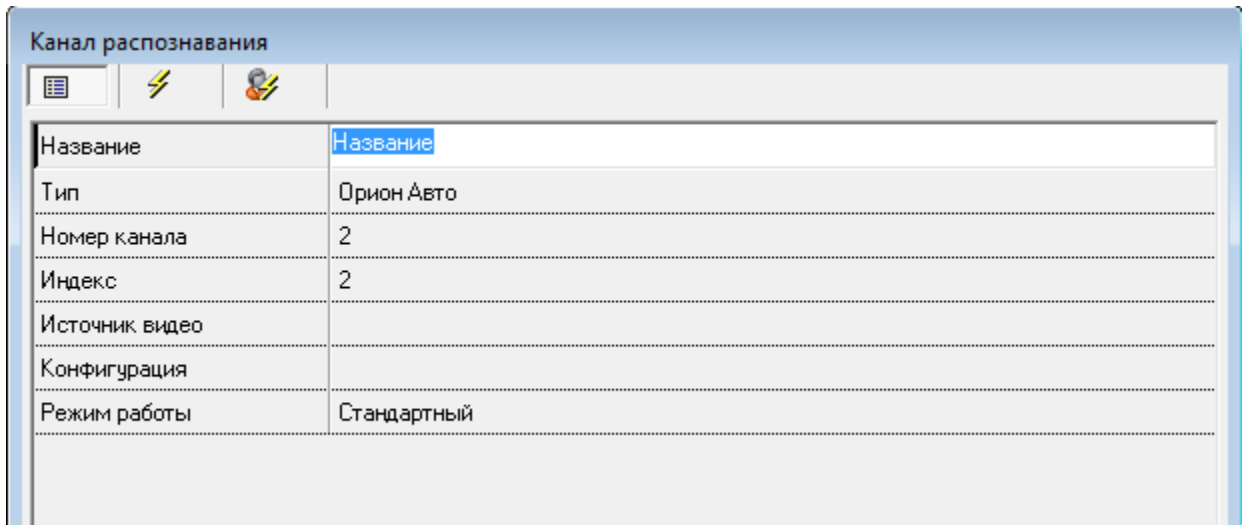 Канал распознавания
Название Название
Тип Орион Авто
Номер канала 2
Индекс 2
Источник видео
Конфигурация
Режим работы Стандартный